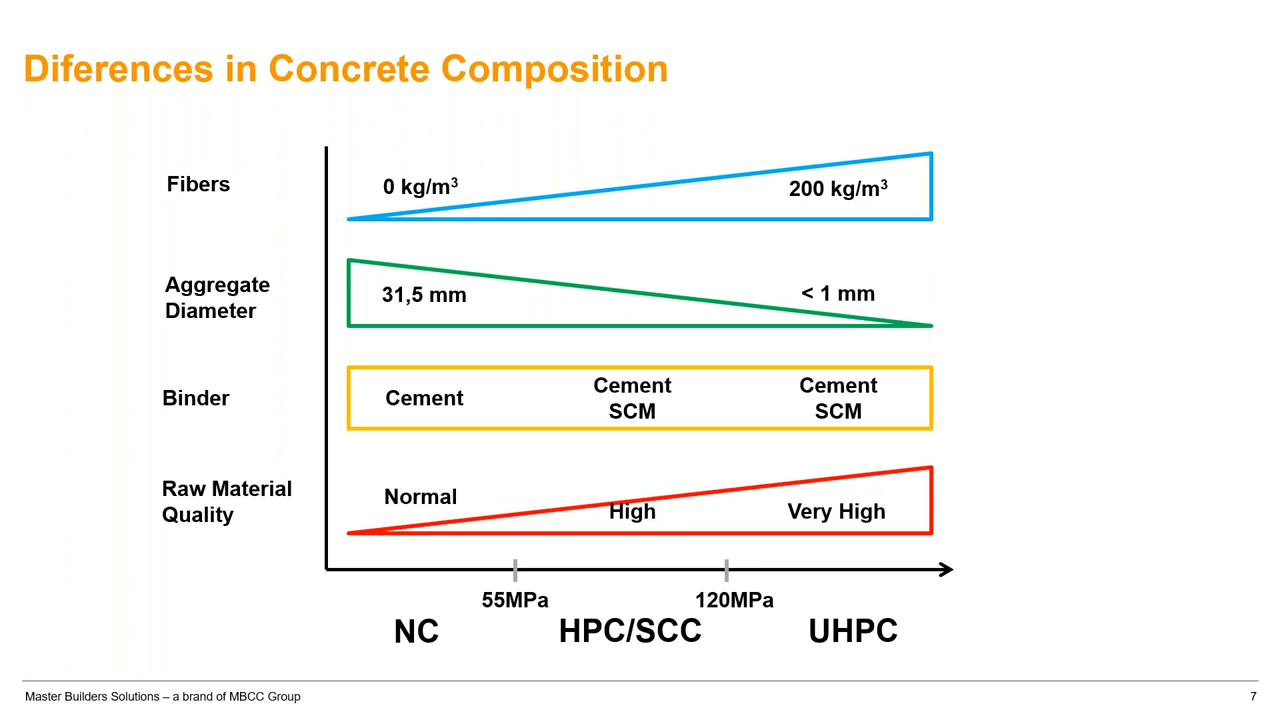 Diferences in Concrete Composition
Fibers
0 kg/m³
200 kg/m³
Aggregate
Diameter
31,5 mm
< 1 mm
Binder
Cement
Cement
SCM
Cement
SCM
Raw Material
Quality
Normal
High
Very High
55MPa
120MPa
NC
HPC/SCC
UHPC
Master Builders Solutions – a brand of MBCC Group
7